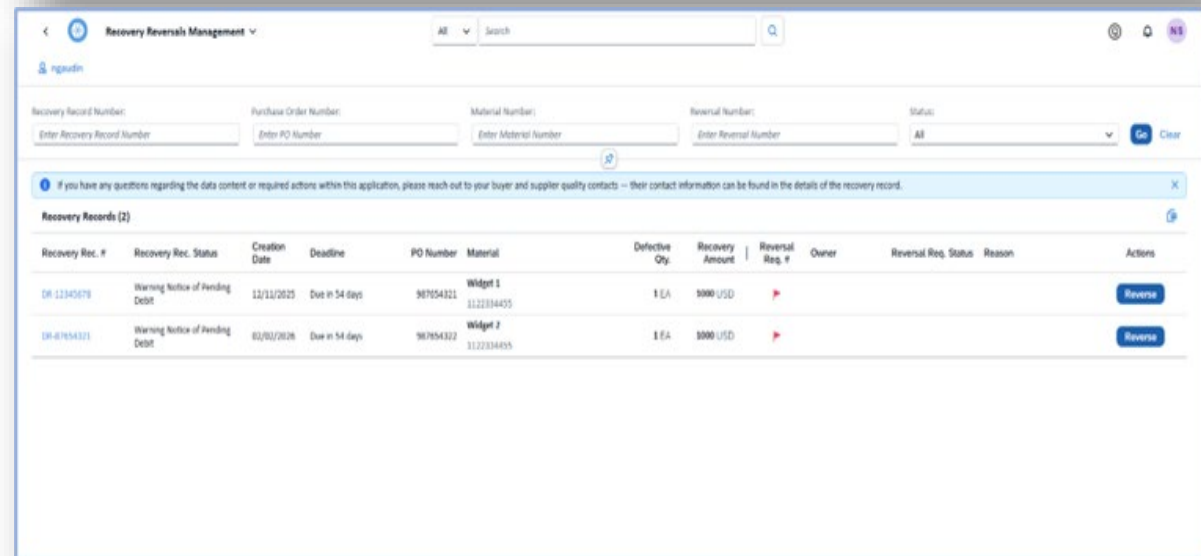 Recovery Reversals Management
All
Search
NS
ngaudin
Recovery Record Number: Purchase Order Number: Material Number: Reversal Number: Status:
Enter Recovery Record Number Enter PO Number Enter Material Number Enter Reversal Number All Go Clear
If you have any questions regarding the data content or required actions within this application, please reach out to your buyer and supplier quality contacts — their contact information can be found in the details of the recovery record.
Recovery Records (2)
Recovery Rec. # Recovery Rec. Status Creation Date Deadline PO Number Material Defective Qty. Recovery Amount Reversal Req. # Owner Reversal Req. Status Reason Actions
DR-12345678 Warning Notice of Pending Debit 12/11/2025 Due in 54 days 987654321 Widget 1 1122334455 1 EA 1000 USD Reverse
DR-87654321 Warning Notice of Pending Debit 02/02/2026 Due in 54 days 987654322 Widget 2 1122334455 1 EA 1000 USD Reverse